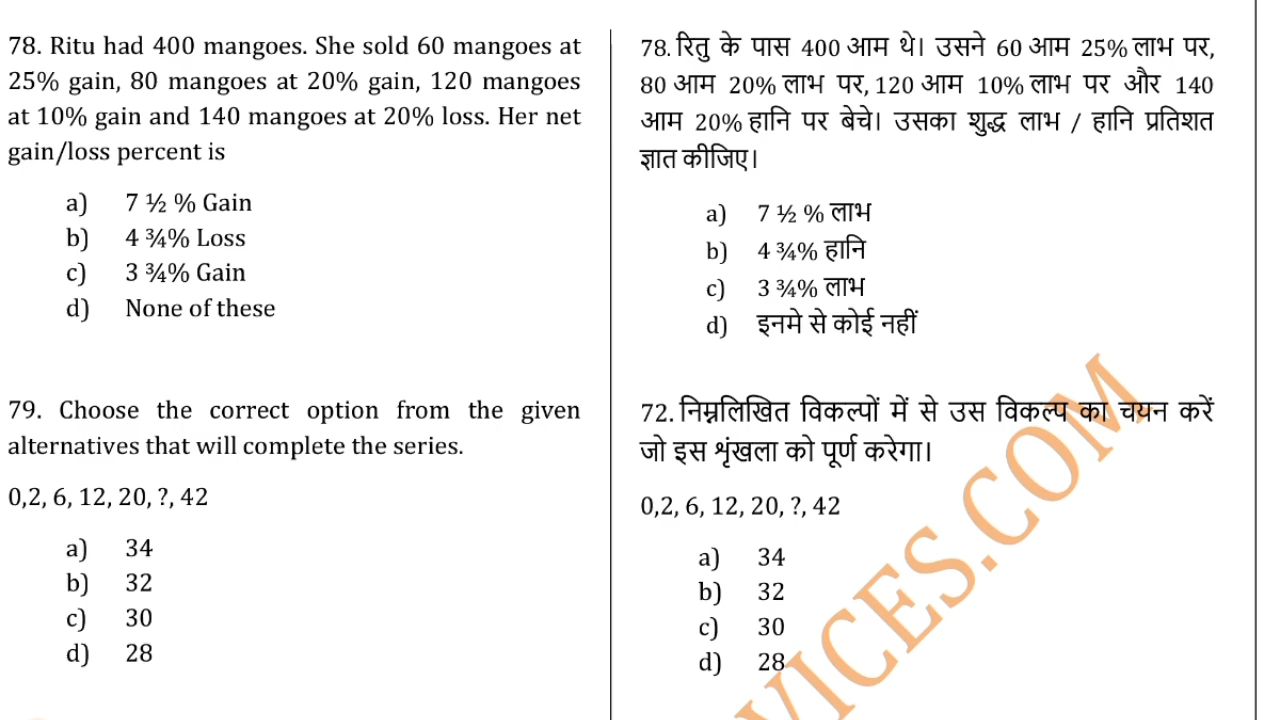 78. Ritu had 400 mangoes. She sold 60 mangoes at
25% gain, 80 mangoes at 20% gain, 120 mangoes
at 10% gain and 140 mangoes at 20% loss. Her net
gain/loss percent is
a) 7 ½ % Gain
b) 4 ¾% Loss
c) 3 ¾% Gain
d) None of these
79. Choose the correct option from the given
alternatives that will complete the series.
0,2, 6, 12, 20, ?, 42
a) 34
b) 32
c) 30
d) 28
78. रितु के पास 400 आम थे। उसने 60 आम 25% लाभ पर,
80 आम 20% लाभ पर, 120 आम 10% लाभ पर और 140
आम 20% हानि पर बेचे। उसका शुद्ध लाभ / हानि प्रतिशत
ज्ञात कीजिए।
a) 7 ½ % लाभ
b) 4 ¾% हानि
c) 3 ¾% लाभ
d) इनमे से कोई नहीं
72. निम्नलिखित विकल्पों में से उस विकल्प का चयन करें
जो इस शृंखला को पूर्ण करेगा।
0,2, 6, 12, 20, ?, 42
a) 34
b) 32
c) 30
d) 28
VICES.COM